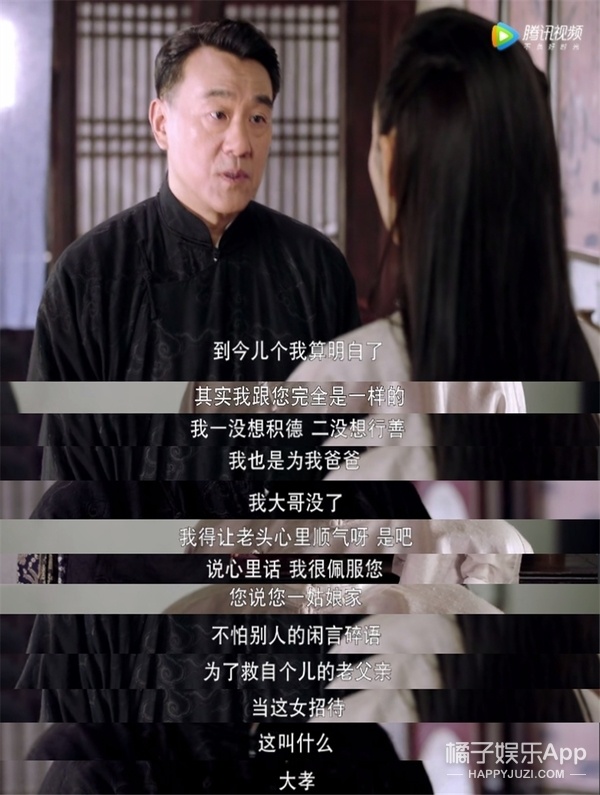 腾讯视频
不负好时光
到今儿个我算明白了
其实我跟您完全是一样的
我一没想积德 二没想行善
我也是为我爸爸
我大哥没了
我得让老头心里顺气呀 是吧
说心里话 我很佩服您
您说您一姑娘家
不怕别人的闲言碎语
为了救自个儿的老父亲
当这女招待
这叫什么
大孝
橘子娱乐App
HAPPYJUZI.COM